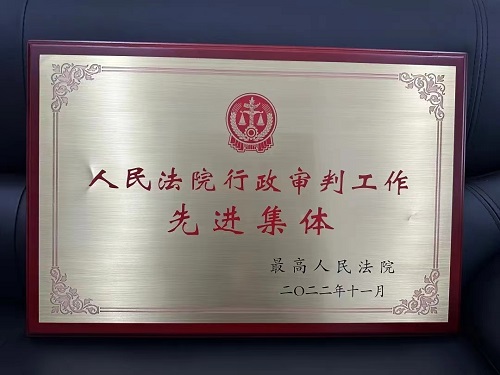 人民法院行政审判工作
先进集体
最高人民法院
二〇二二年十一月